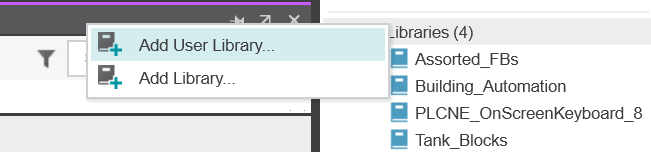 Add User Library...
Add Library...
Libraries (4)
Assorted_FBs
Building_Automation
PLCNE_OnScreenKeyboard_8
Tank_Blocks